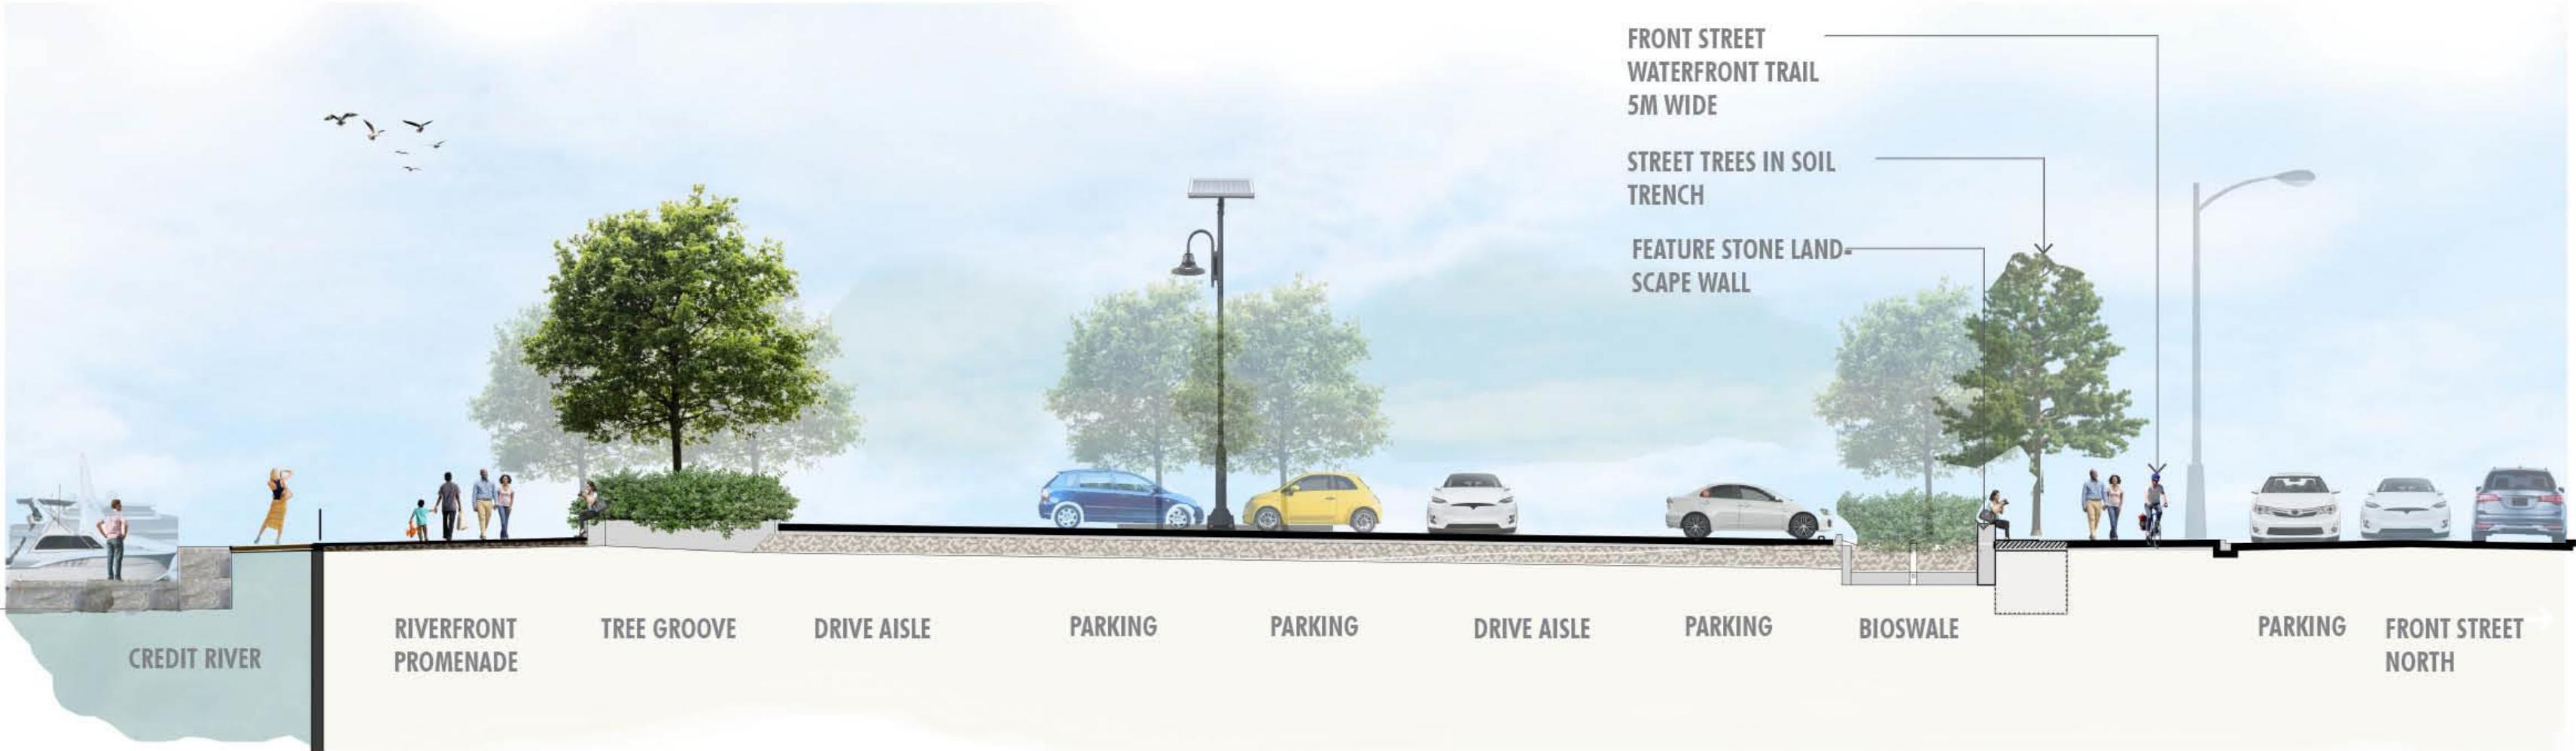 FRONT STREET
WATERFRONT TRAIL
5M WIDE
STREET TREES IN SOIL
TRENCH
FEATURE STONE LAND-
SCAPE WALL
CREDIT RIVER
RIVERFRONT
PROMENADE
TREE GROOVE
DRIVE AISLE
PARKING
PARKING
DRIVE AISLE
PARKING
BIOSWALE
PARKING
FRONT STREET
NORTH